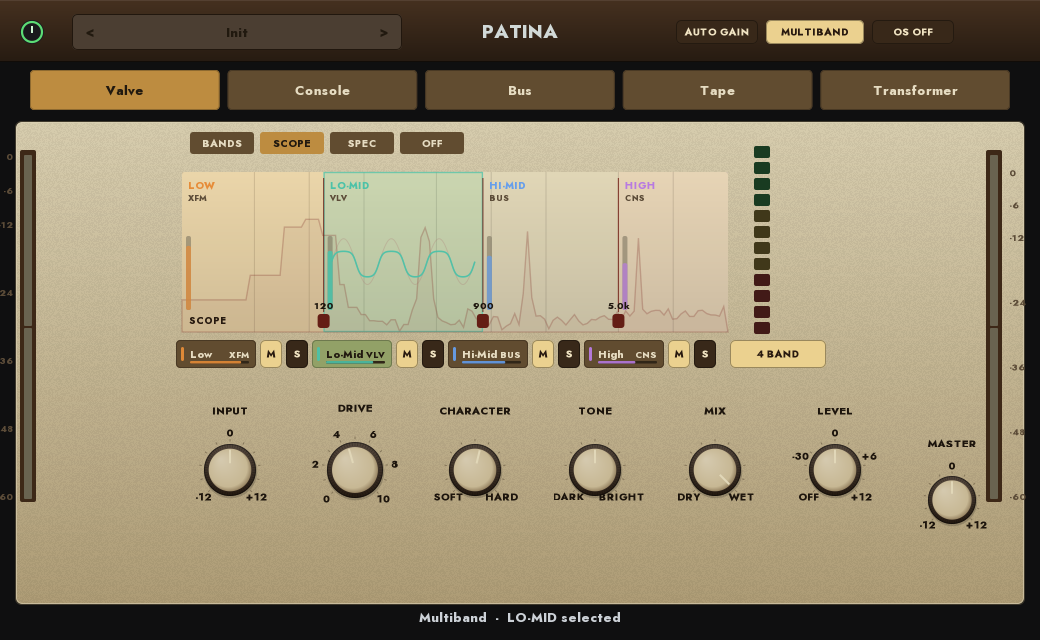 < Init > PATINA AUTO GAIN MULTIBAND OS OFF
Valve Console Bus Tape Transformer
BANDS SCOPE SPEC OFF
LOW LO-MID HI-MID HIGH
XFM VLV BUS CNS
120 900 5.0k
SCOPE
Low XFM M S Lo-Mid VLV M S Hi-Mid BUS M S High CNS M S 4 BAND
0 -6 -12 24 36 48 60
0 -6 -12 -24 -36 -48 -60
INPUT 0 -12 +12
DRIVE 0 2 4 6 8 10
CHARACTER SOFT HARD
TONE DARK BRIGHT
MIX DRY WET
LEVEL 0 -30 +6 OFF +12
MASTER 0 -12 +12
Multiband - LO-MID selected